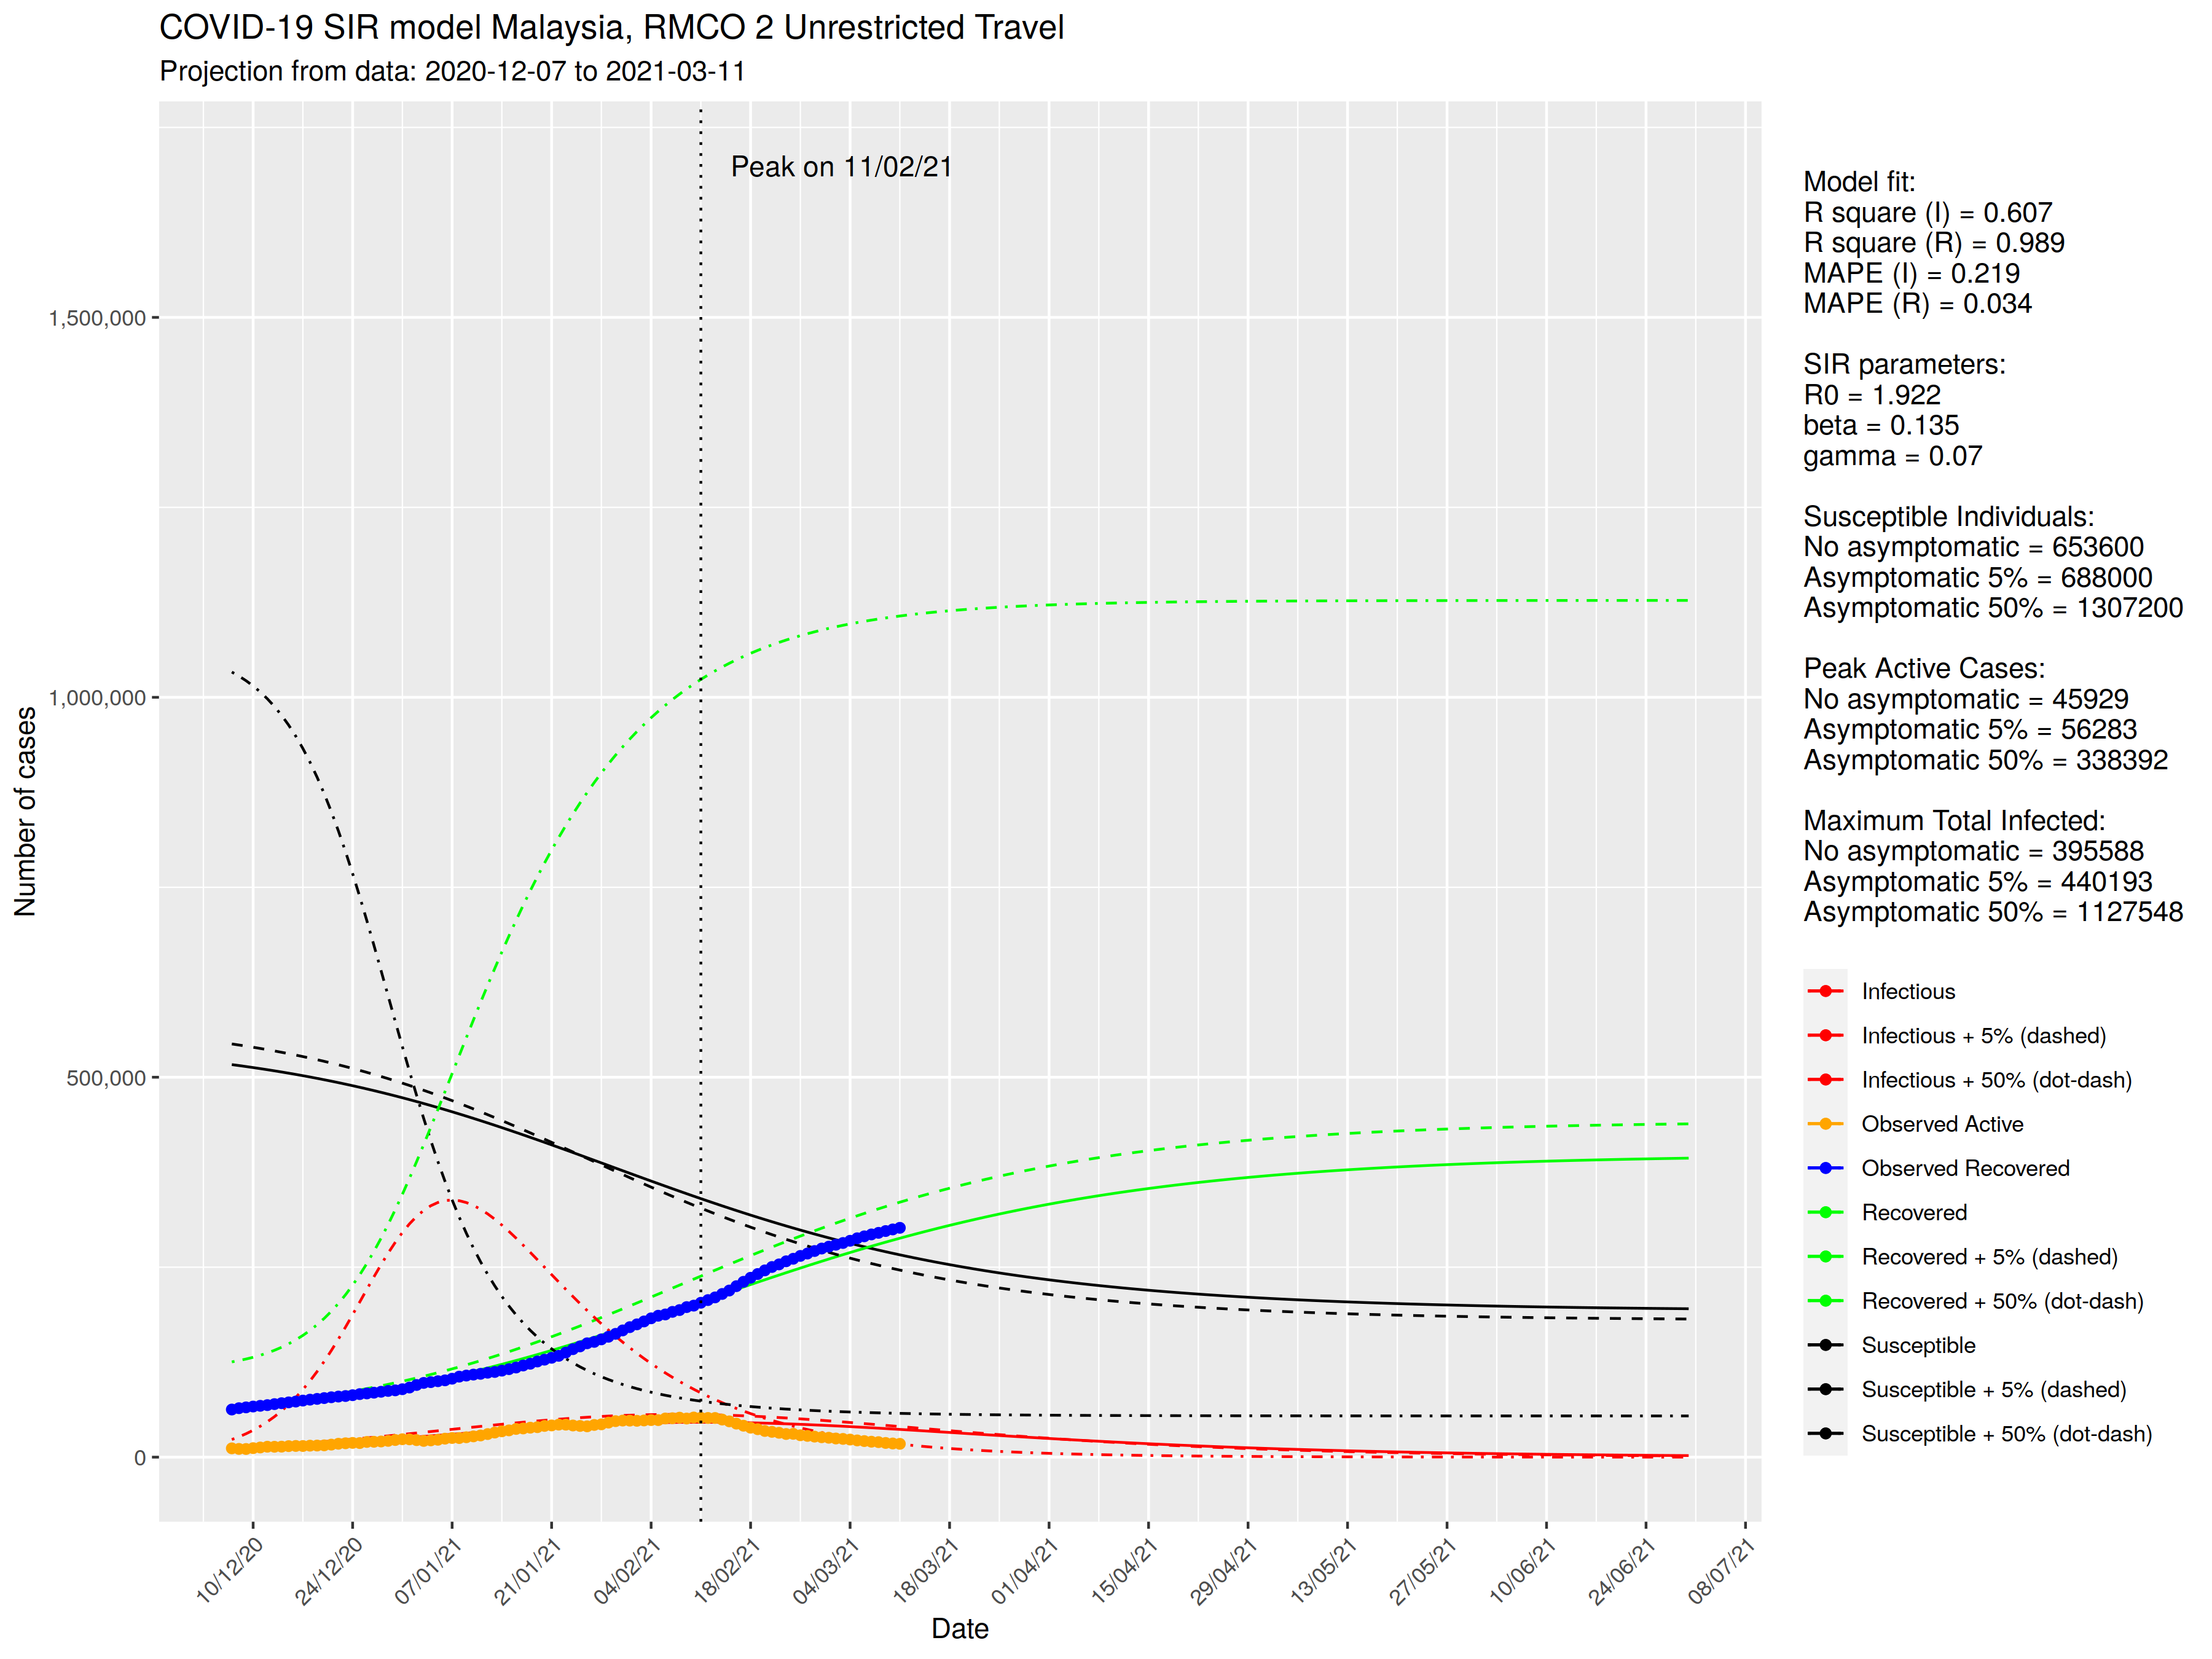 COVID-19 SIR model Malaysia, RMCO 2 Unrestricted Travel
Projection from data: 2020-12-07 to 2021-03-11
Peak on 11/02/21
Number of cases
1,500,000
1,000,000
500,000
0
10/12/20
24/12/20
07/01/21
21/01/21
04/02/21
18/02/21
04/03/21
18/03/21
01/04/21
15/04/21
29/04/21
13/05/21
27/05/21
10/06/21
24/06/21
08/07/21
Date
Model fit:
R square (I) = 0.607
R square (R) = 0.989
MAPE (I) = 0.219
MAPE (R) = 0.034
SIR parameters:
R0 = 1.922
beta = 0.135
gamma = 0.07
Susceptible Individuals:
No asymptomatic = 653600
Asymptomatic 5% = 688000
Asymptomatic 50% = 1307200
Peak Active Cases:
No asymptomatic = 45929
Asymptomatic 5% = 56283
Asymptomatic 50% = 338392
Maximum Total Infected:
No asymptomatic = 395588
Asymptomatic 5% = 440193
Asymptomatic 50% = 1127548
Infectious
Infectious + 5% (dashed)
Infectious + 50% (dot-dash)
Observed Active
Observed Recovered
Recovered
Recovered + 5% (dashed)
Recovered + 50% (dot-dash)
Susceptible
Susceptible + 5% (dashed)
Susceptible + 50% (dot-dash)